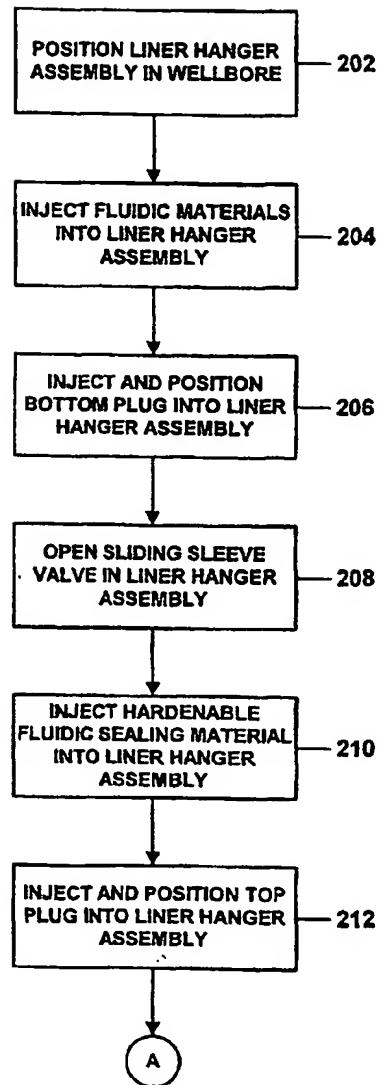 POSITION LINER HANGER
ASSEMBLY IN WELLBORE
202
INJECT FLUIDIC MATERIALS
INTO LINER HANGER
ASSEMBLY
204
INJECT AND POSITION
BOTTOM PLUG INTO LINER
HANGER ASSEMBLY
206
OPEN SLIDING SLEEVE
VALVE IN LINER HANGER
ASSEMBLY
208
INJECT HARDENABLE
FLUIDIC SEALING MATERIAL
INTO LINER HANGER
ASSEMBLY
210
INJECT AND POSITION TOP
PLUG INTO LINER HANGER
ASSEMBLY
212
A